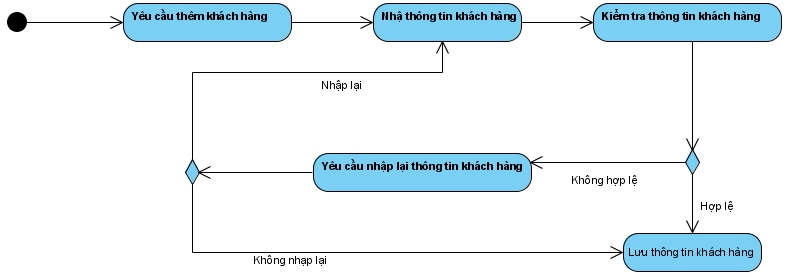 Yêu cầu thêm khách hàng
Nhậ thông tin khách hàng
Kiểm tra thông tin khách hàng
Nhập lại
Yêu cầu nhập lại thông tin khách hàng
Không hợp lệ
Hợp lệ
Không nhạp lại
Lưu thông tin khách hàng